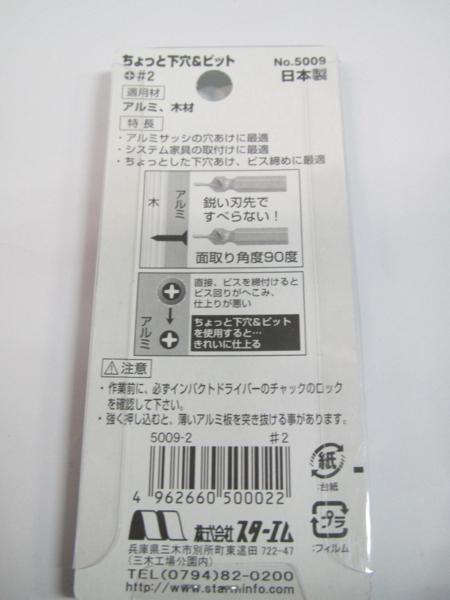 ちょっと下穴&ビット No.5009
#2 日本製
適用材
アルミ、木材
特長
・アルミサッシの穴あけに最適
・システム家具の取付けに最適
・ちょっとした下穴あけ、ビス締めに最適
木
アルミ
鋭い刃先で
すべらない！
面取り角度90度
アルミ
直接、ビスを締付けると
ビス回りがへこみ、
仕上りが悪い
ちょっと下穴&ビット
を使用すると…
きれいに仕上る
注意
・作業前に、必ずインパクトドライバーのチャックのロック
を確認して下さい。
・強く押し込むと、薄いアルミ板を突き抜ける事があります。
5009-2 #2
4 962660 500022
紙
:台紙
プラ
:フィルム
株式会社 スターエム
兵庫県三木市別所町東這田 722-47
(三木工場公園内)
TEL(0794)82-0200
http://www.starminfo.com